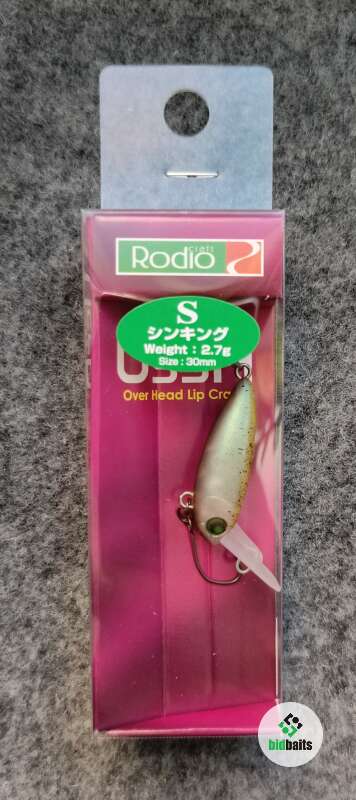 craft
Rodio
S
シンキング
Weight : 2.7g
Size : 30mm
Over Head Lip Cra
bidbaits